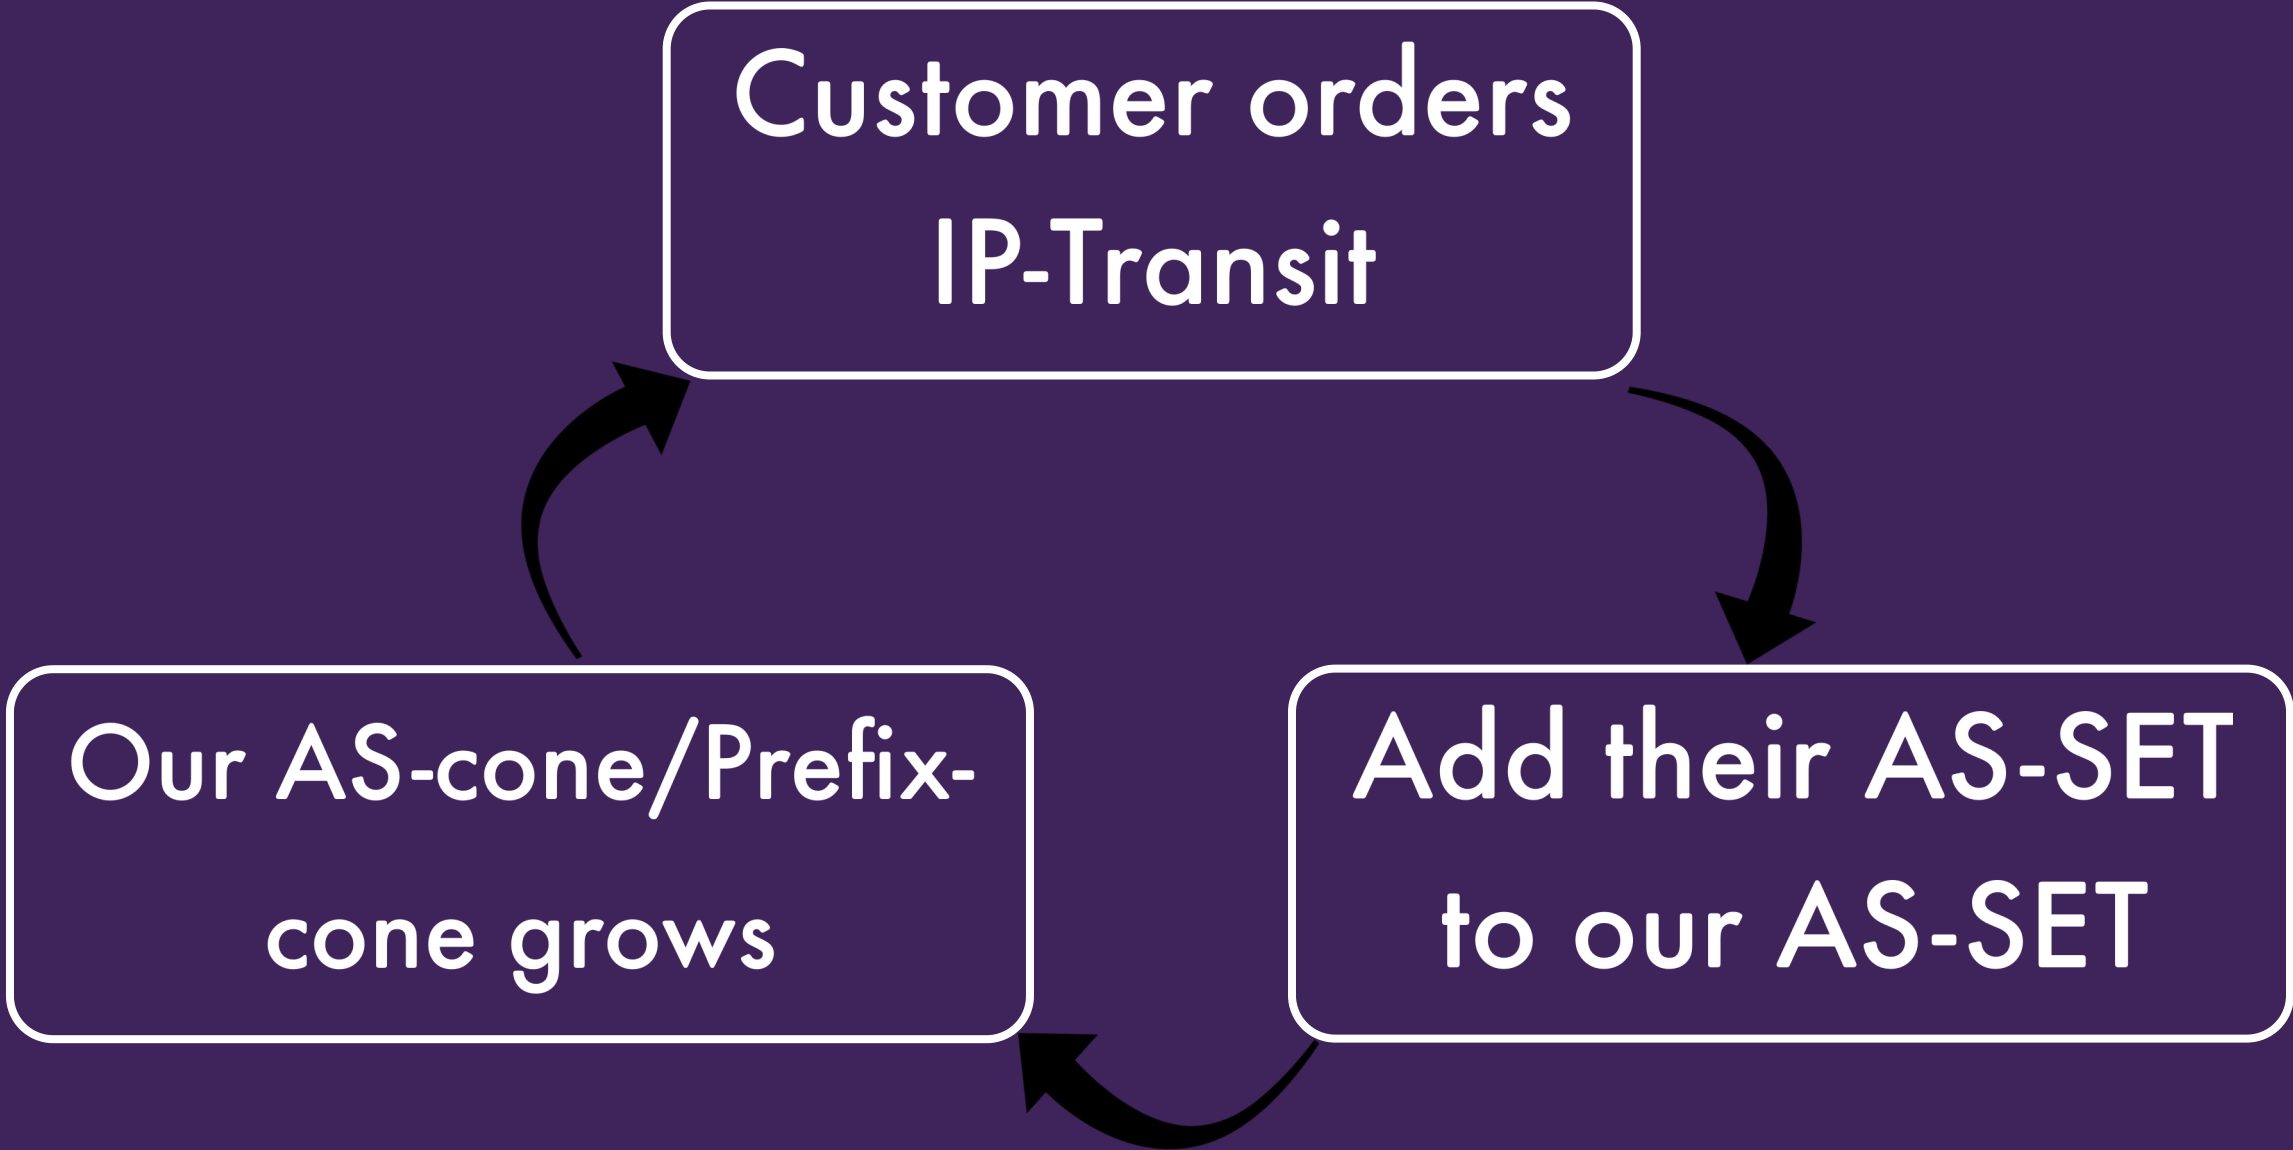 Customer orders
IP-Transit
Our AS-cone/Prefix-
cone grows
Add their AS-SET
to our AS-SET